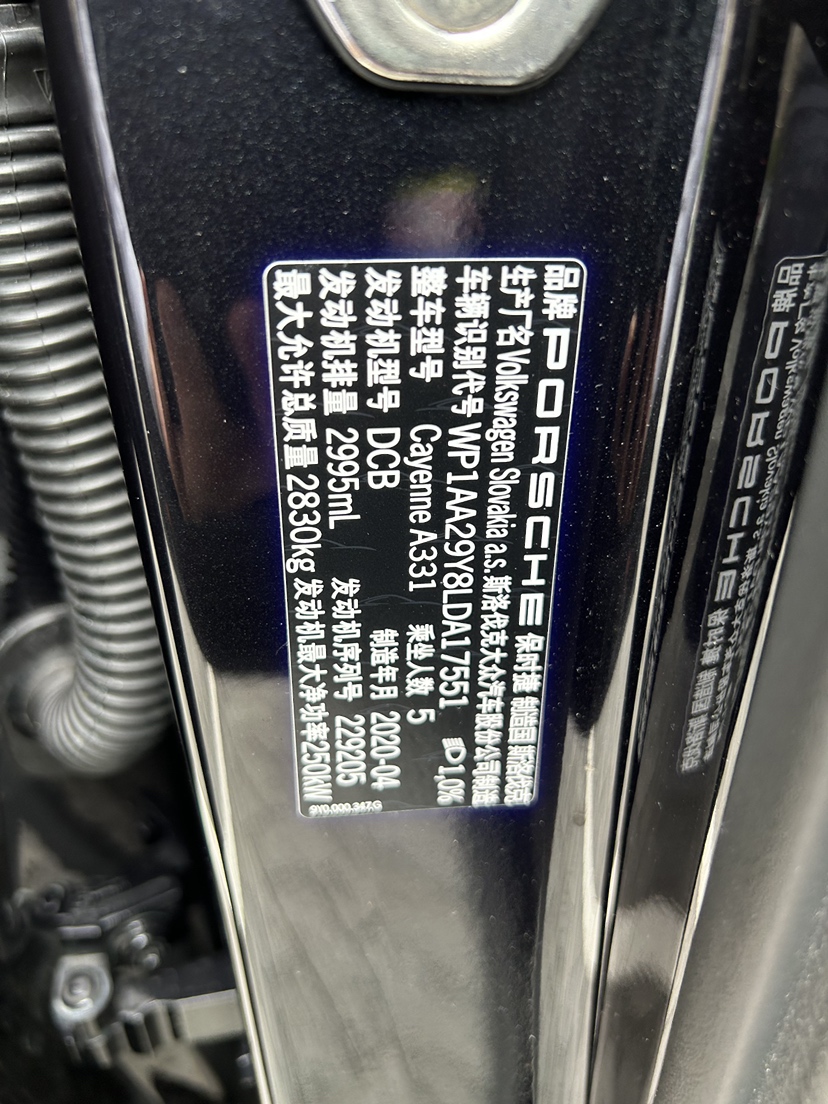 品牌 PORSCHE 保时捷 制造国 斯洛伐克
生产厂名 Volkswagen Slovakia a.s.斯洛伐克大众汽车股份公司制造
车辆识别代号 WP1AA29Y8LDA17551 1,0%
整车型号 Cayenne A331 乘坐人数 5
发动机型号 DCB 制造年月 2020-04
发动机排量 2995mL 发动机序列号 229205
最大允许总质量 2830kg 发动机最大净功率250kW
9Y0.000.347.G